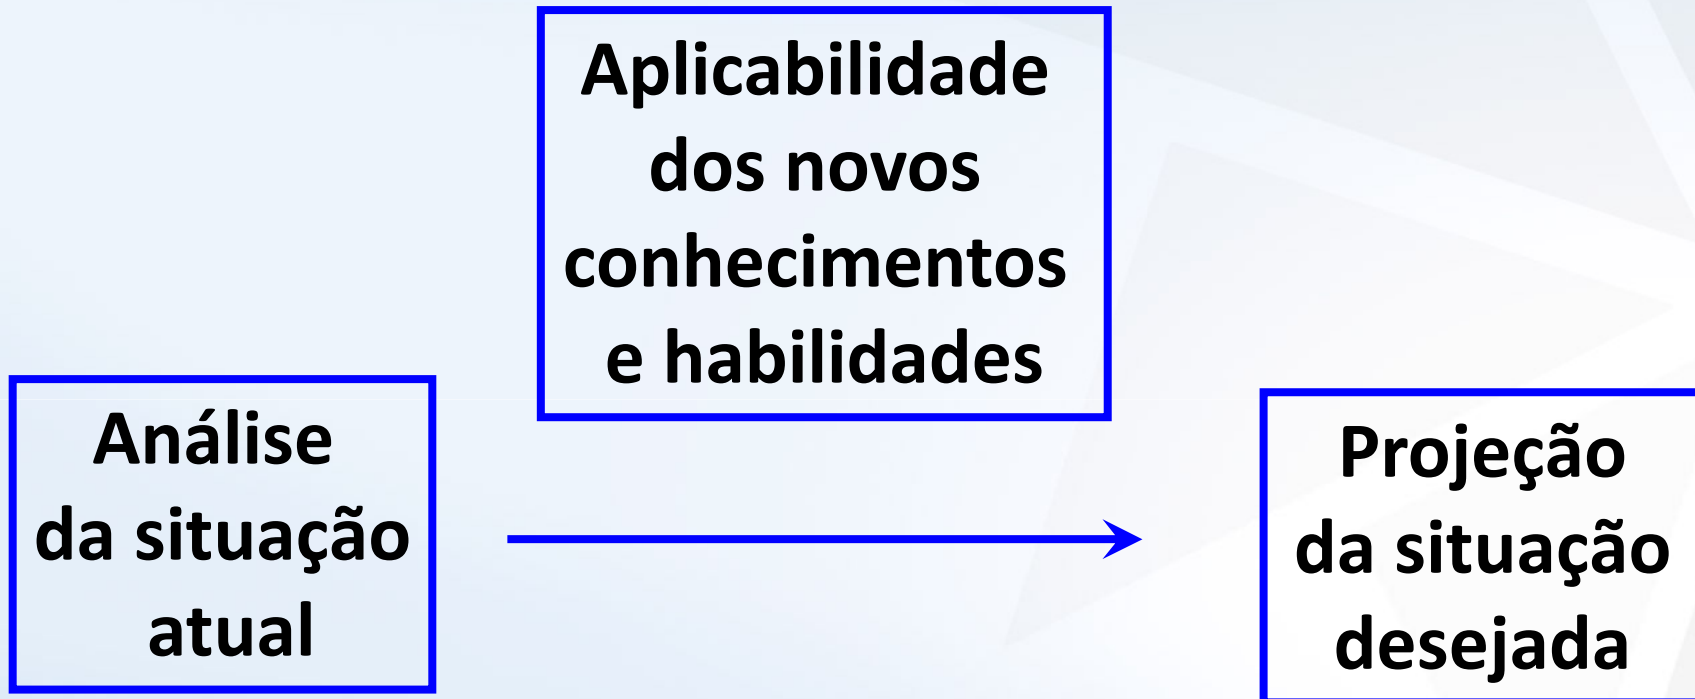 Aplicabilidade
dos novos
conhecimentos
e habilidades
Análise
da situação
atual
Projeção
da situação
desejada